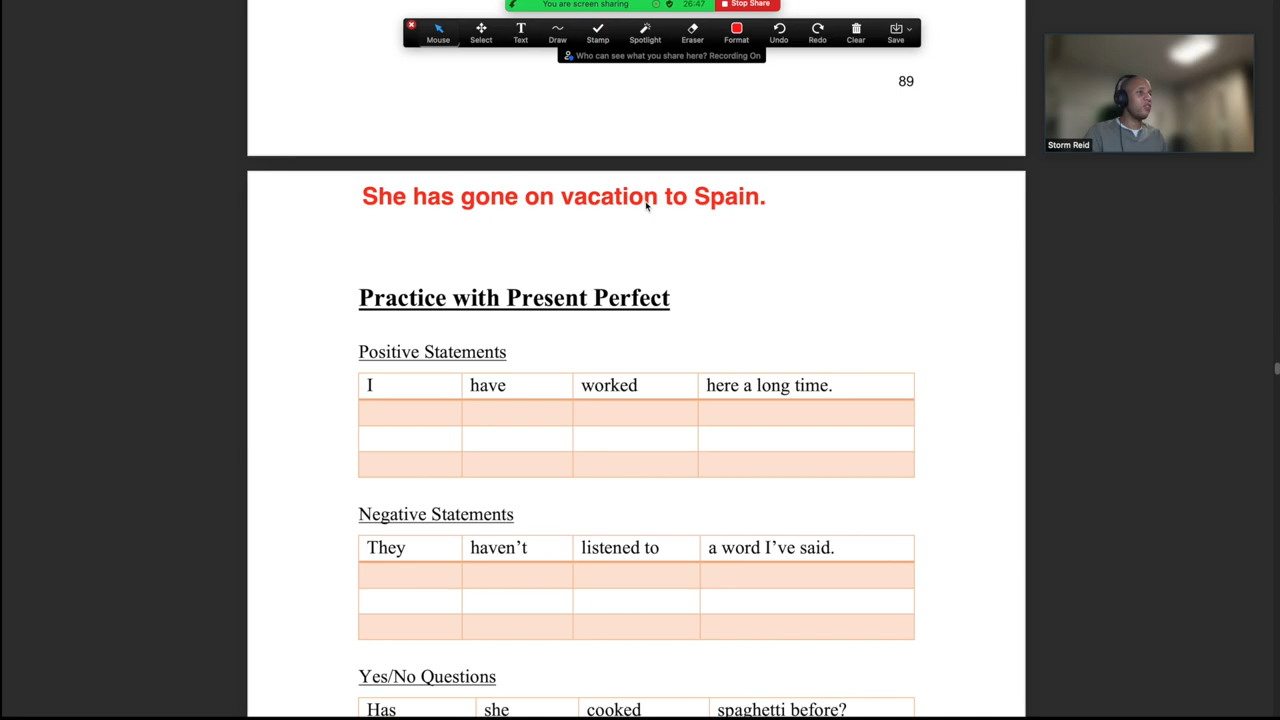 You are screen sharing 26:47 Stop Share
Mouse Select Text Draw Stamp Spotlight Eraser Format Undo Redo Clear Save
Who can see what you share here? Recording On
89
Storm Reid
She has gone on vacation to Spain.
Practice with Present Perfect
Positive Statements
I have worked here a long time.
Negative Statements
They haven't listened to a word I've said.
Yes/No Questions
Has she cooked spaghetti before?